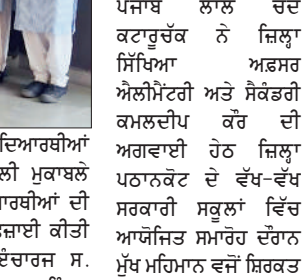 ਦਿਆਰਥੀਆਂ
ਲੀ ਮੁਕਾਬਲੇ
ਆਰਥੀਆਂ ਦੀ
ਜ਼ਾਈ ਕੀਤੀ
ਇੰਚਾਰਜ ਸ.
ਪੰਜਾਬ ਲਾਲ ਚੰਦ
ਕਟਾਰੂਚੱਕ ਨੇ ਜ਼ਿਲ੍ਹਾ
ਸਿੱਖਿਆ ਅਫ਼ਸਰ
ਐਲੀਮੈਂਟਰੀ ਅਤੇ ਸੈਕੰਡਰੀ
ਕਮਲਦੀਪ ਕੌਰ ਦੀ
ਅਗਵਾਈ ਹੇਠ ਜ਼ਿਲ੍ਹਾ
ਪਠਾਨਕੋਟ ਦੇ ਵੱਖ-ਵੱਖ
ਸਰਕਾਰੀ ਸਕੂਲਾਂ ਵਿੱਚ
ਆਯੋਜਿਤ ਸਮਾਰੋਹ ਦੌਰਾਨ
ਮੁੱਖ ਮਹਿਮਾਨ ਵਜੋਂ ਸ਼ਿਰਕਤ